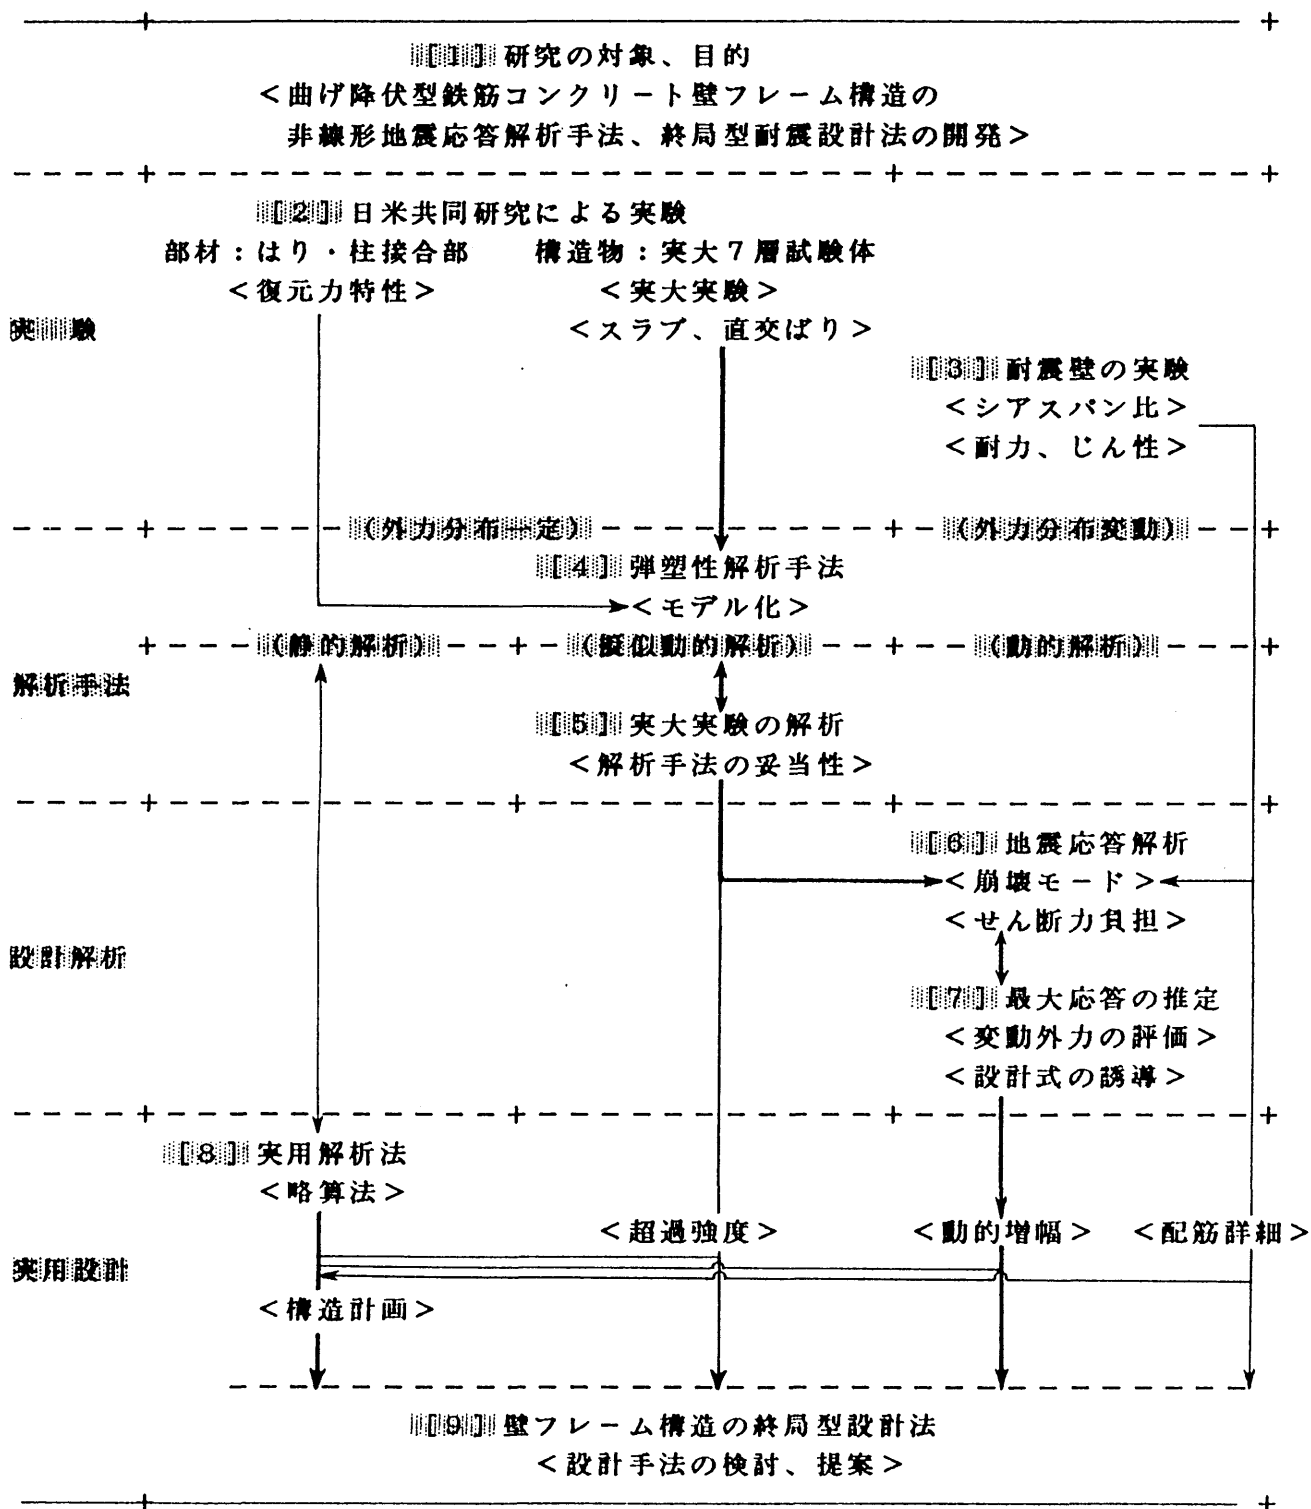 [1] 研究の対象、目的
<曲げ降伏型鉄筋コンクリート壁フレーム構造の
非線形地震応答解析手法、終局型耐震設計法の開発>
[2] 日米共同研究による実験
部材：はり・柱接合部 構造物：実大7層試験体
<復元力特性> <実大実験>
実験 <スラブ、直交ばり>
[3] 耐震壁の実験
<シアスパン比>
<耐力、じん性>
(外力分布一定) (外力分布変動)
[4] 弾塑性解析手法
<モデル化>
(静的解析) (擬似動的解析) (動的解析)
解析手法
[5] 実大実験の解析
<解析手法の妥当性>
[6] 地震応答解析
<崩壊モード>
<せん断力負担>
設計解析
[7] 最大応答の推定
<変動外力の評価>
<設計式の誘導>
[8] 実用解析法
<略算法>
<超過強度> <動的増幅> <配筋詳細>
実用設計
<構造計画>
[9] 壁フレーム構造の終局型設計法
<設計手法の検討、提案>